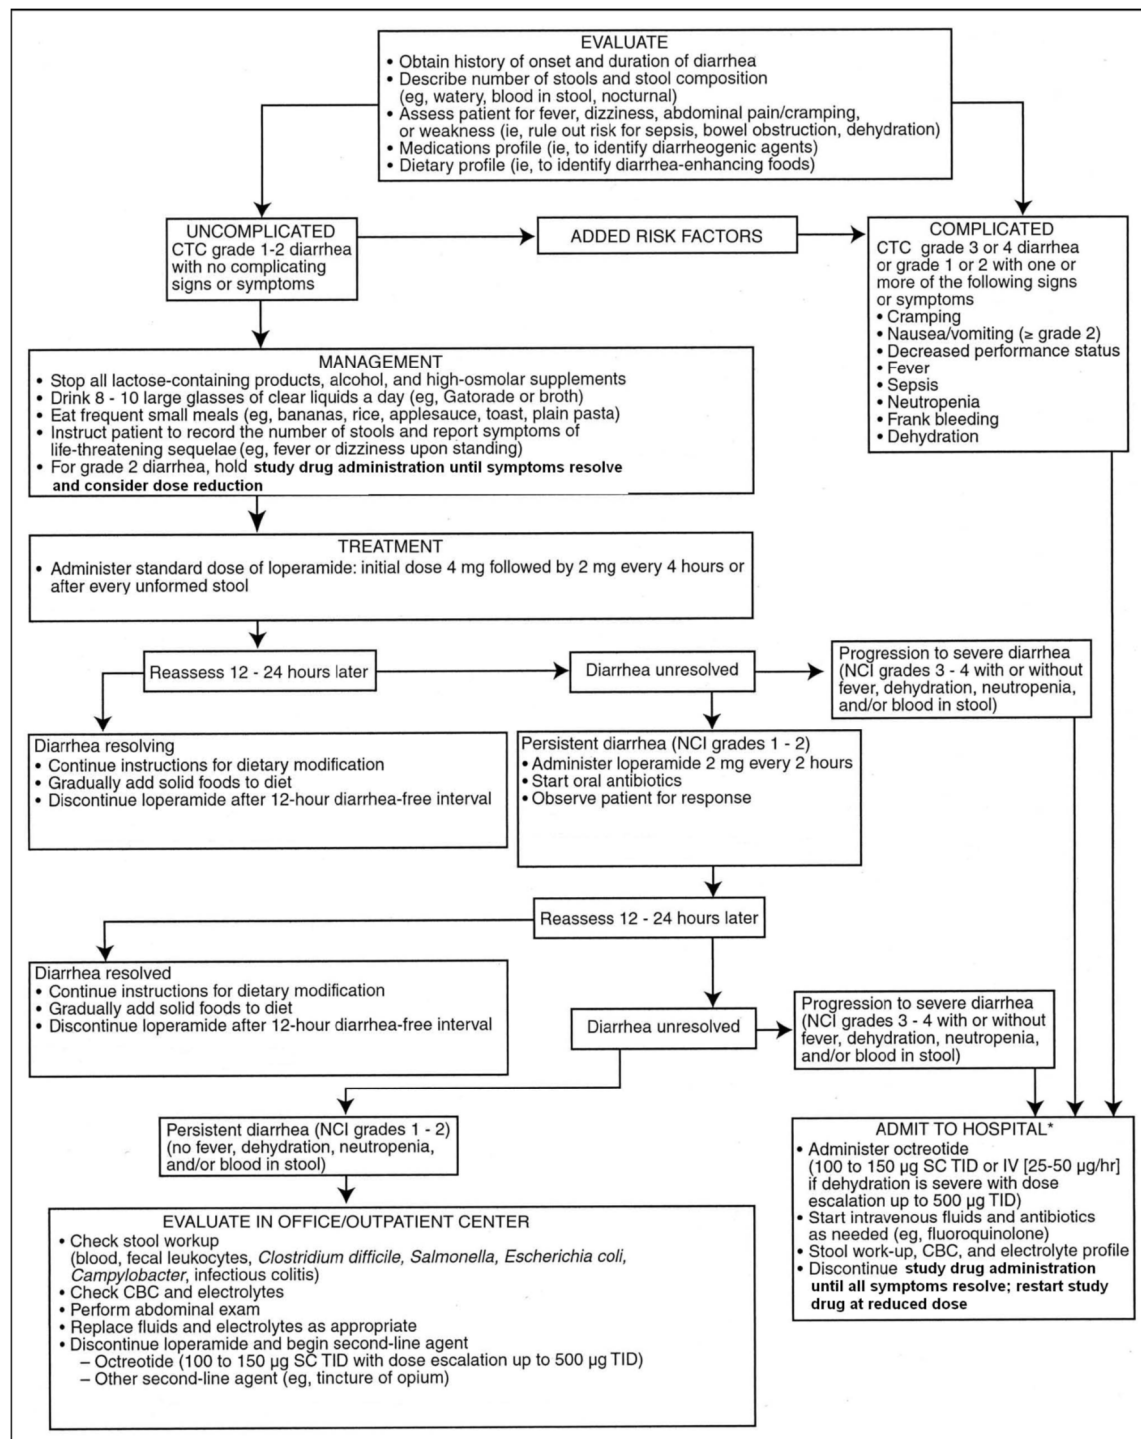 EVALUATE
• Obtain history of onset and duration of diarrhea
• Describe number of stools and stool composition
(eg, watery, blood in stool, nocturnal)
• Assess patient for fever, dizziness, abdominal pain/cramping,
or weakness (ie, rule out risk for sepsis, bowel obstruction, dehydration)
• Medications profile (ie, to identify diarrheogenic agents)
• Dietary profile (ie, to identify diarrhea-enhancing foods)
UNCOMPLICATED
CTC grade 1-2 diarrhea
with no complicating
signs or symptoms
ADDED RISK FACTORS
COMPLICATED
CTC grade 3 or 4 diarrhea
or grade 1 or 2 with one or
more of the following signs
or symptoms
• Cramping
• Nausea/vomiting (≥ grade 2)
• Decreased performance status
• Fever
• Sepsis
• Neutropenia
• Frank bleeding
• Dehydration
MANAGEMENT
• Stop all lactose-containing products, alcohol, and high-osmolar supplements
• Drink 8 - 10 large glasses of clear liquids a day (eg, Gatorade or broth)
• Eat frequent small meals (eg, bananas, rice, applesauce, toast, plain pasta)
• Instruct patient to record the number of stools and report symptoms of
life-threatening sequelae (eg, fever or dizziness upon standing)
• For grade 2 diarrhea, hold study drug administration until symptoms resolve
and consider dose reduction
TREATMENT
• Administer standard dose of loperamide: initial dose 4 mg followed by 2 mg every 4 hours or
after every unformed stool
Reassess 12 - 24 hours later
Diarrhea unresolved
Progression to severe diarrhea
(NCI grades 3 - 4 with or without
fever, dehydration, neutropenia,
and/or blood in stool)
Diarrhea resolving
• Continue instructions for dietary modification
• Gradually add solid foods to diet
• Discontinue loperamide after 12-hour diarrhea-free interval
Persistent diarrhea (NCI grades 1 - 2)
• Administer loperamide 2 mg every 2 hours
• Start oral antibiotics
• Observe patient for response
Reassess 12 - 24 hours later
Diarrhea resolved
• Continue instructions for dietary modification
• Gradually add solid foods to diet
• Discontinue loperamide after 12-hour diarrhea-free interval
Diarrhea unresolved
Progression to severe diarrhea
(NCI grades 3 - 4 with or without
fever, dehydration, neutropenia,
and/or blood in stool)
Persistent diarrhea (NCI grades 1 - 2)
(no fever, dehydration, neutropenia,
and/or blood in stool)
ADMIT TO HOSPITAL*
• Administer octreotide
(100 to 150 µg SC TID or IV [25-50 µg/hr]
if dehydration is severe with dose
escalation up to 500 µg TID)
• Start intravenous fluids and antibiotics
as needed (eg, fluoroquinolone)
• Stool work-up, CBC, and electrolyte profile
• Discontinue study drug administration
until all symptoms resolve; restart study
drug at reduced dose
EVALUATE IN OFFICE/OUTPATIENT CENTER
• Check stool workup
(blood, fecal leukocytes, Clostridium difficile, Salmonella, Escherichia coli,
Campylobacter, infectious colitis)
• Check CBC and electrolytes
• Perform abdominal exam
• Replace fluids and electrolytes as appropriate
• Discontinue loperamide and begin second-line agent
– Octreotide (100 to 150 µg SC TID with dose escalation up to 500 µg TID)
– Other second-line agent (eg, tincture of opium)